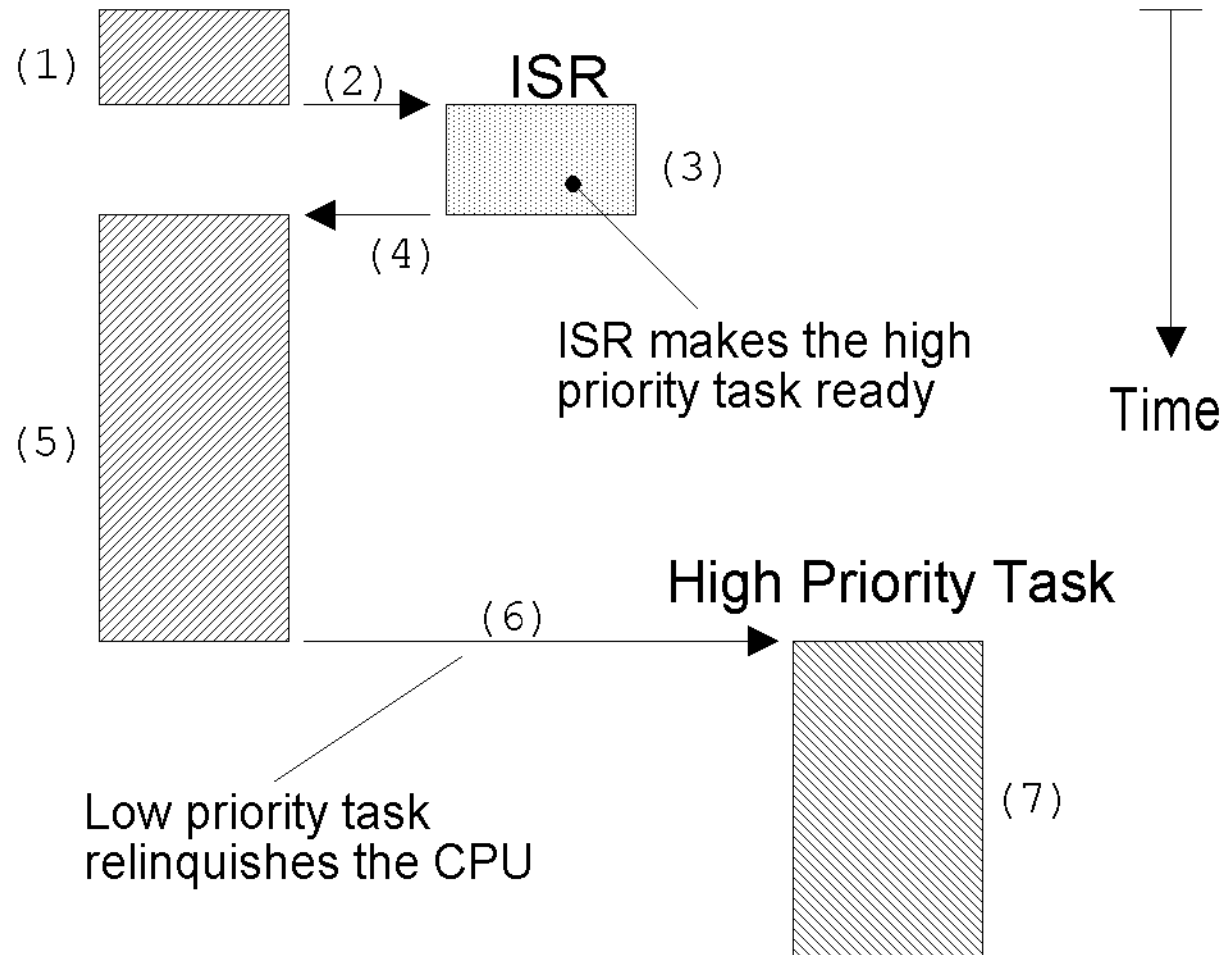 (1)
(2)
ISR
(3)
(4)
ISR makes the high
priority task ready
Time
(5)
High Priority Task
(6)
Low priority task
relinquishes the CPU
(7)